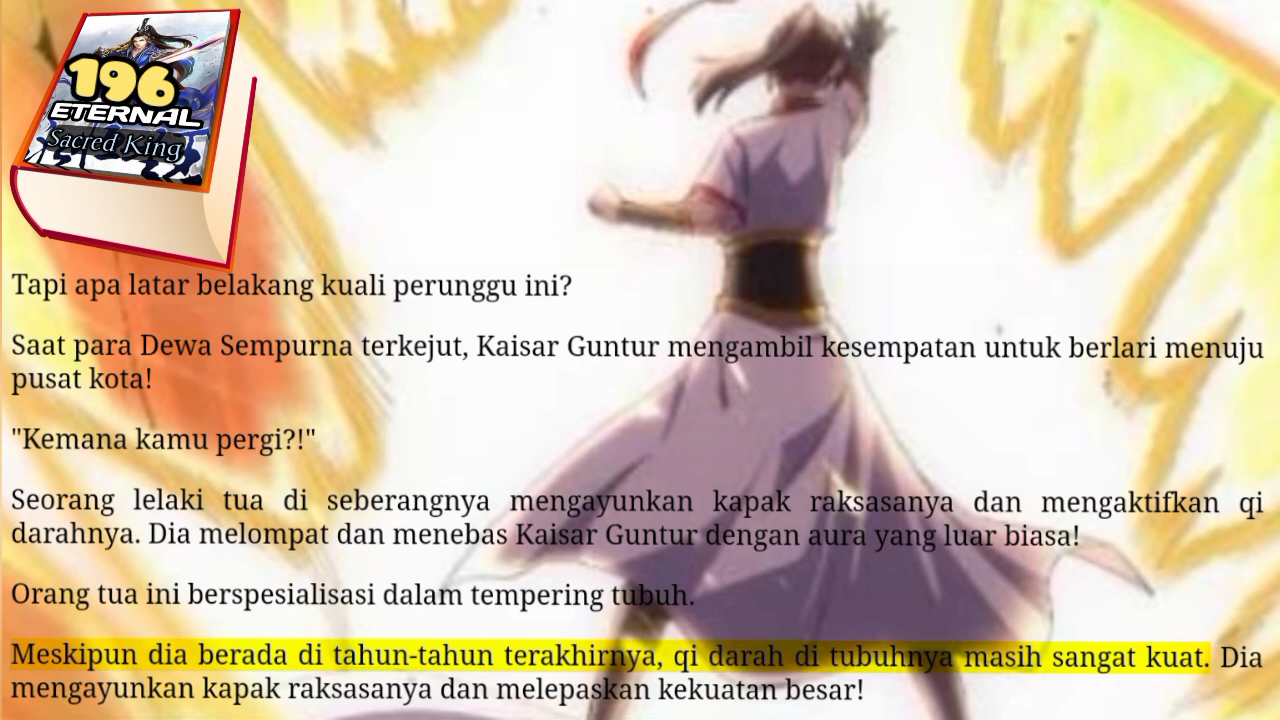 196
ETERNAL
Sacred King
Tapi apa latar belakang kuali perunggu ini?
Saat para Dewa Sempurna terkejut, Kaisar Guntur mengambil kesempatan untuk berlari menuju
pusat kota!
"Kemana kamu pergi?!"
Seorang lelaki tua di seberangnya mengayunkan kapak raksasanya dan mengaktifkan qi
darahnya. Dia melompat dan menebas Kaisar Guntur dengan aura yang luar biasa!
Orang tua ini berspesialisasi dalam tempering tubuh.
Meskipun dia berada di tahun-tahun terakhirnya, qi darah di tubuhnya masih sangat kuat. Dia
mengayunkan kapak raksasanya dan melepaskan kekuatan besar!